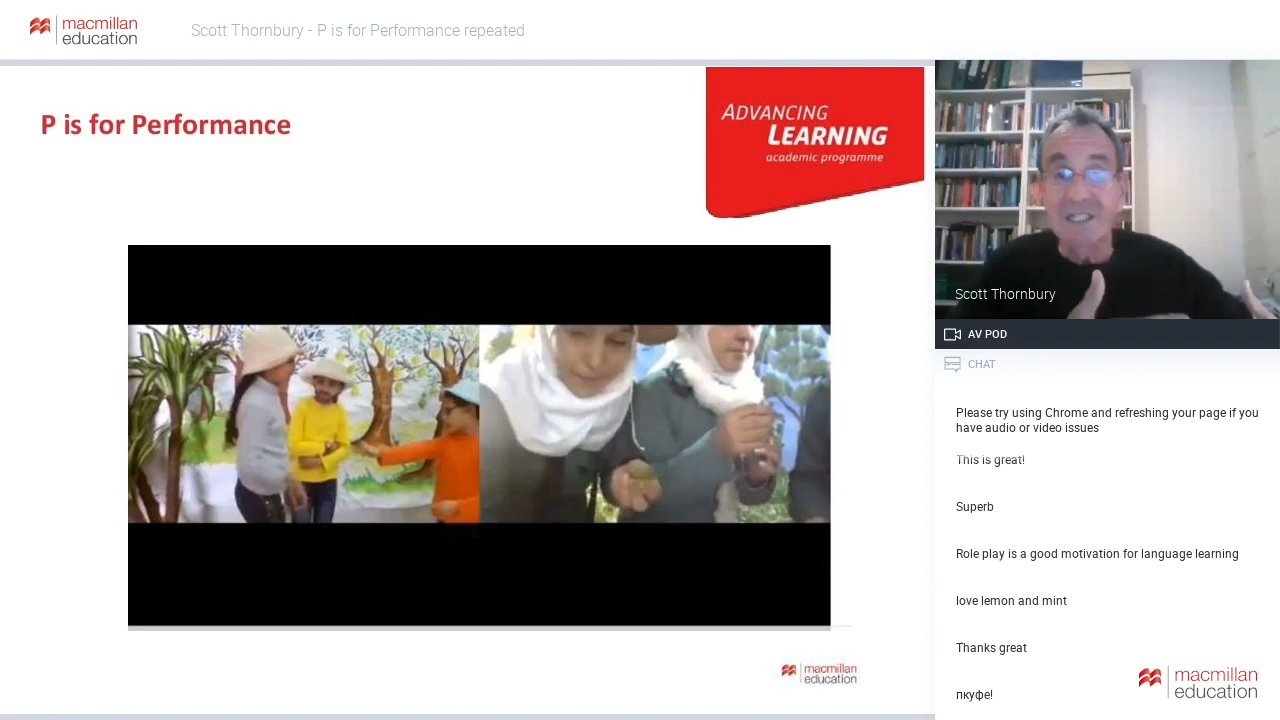 macmillan
education
Scott Thornbury - P is for Performance repeated
P is for Performance
ADVANCING
LEARNING
academic programme
macmillan
education
Scott Thornbury
AV POD
CHAT
Please try using Chrome and refreshing your page if you
have audio or video issues
This is great!
Superb
Role play is a good motivation for language learning
love lemon and mint
Thanks great
пкуфе!
macmillan
education